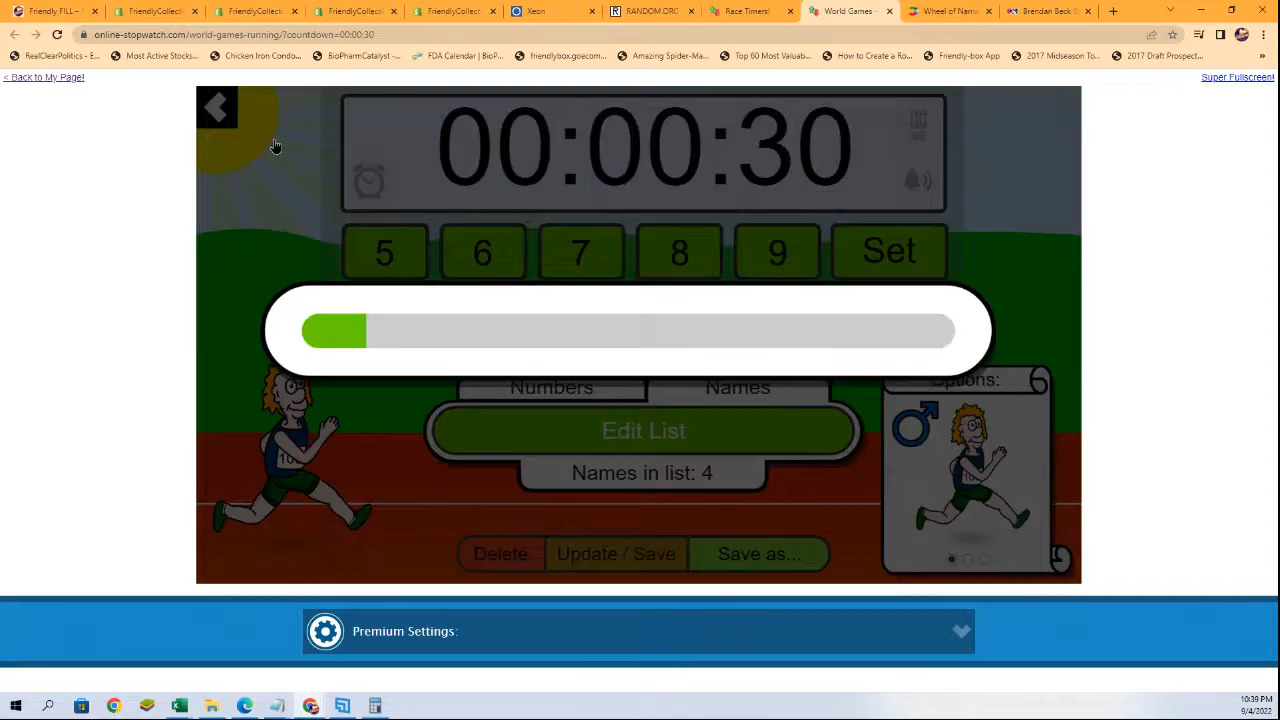 Friendly FILL – 
FriendlyCollecti
FriendlyCollecti
FriendlyCollecti
FriendlyCollecti
Xeon
RANDOM.ORG
Race Timers!
World Games -
Wheel of Name
Brendan Beck S
online-stopwatch.com/world-games-running/?countdown=00:00:30
RealClearPolitics - E...
Most Active Stocks...
Chicken Iron Condo...
BioPharmCatalyst -...
FDA Calendar | BioP...
friendlybox.goecom...
Amazing Spider-Ma...
Top 60 Most Valuab...
How to Create a Ro...
Friendly-box App
2017 Midseason To...
2017 Draft Prospect...
< Back to My Page!
Super Fullscreen!
00:00:30
5 6 7 8 9 Set
Numbers Names
Options:
Edit List
Names in list: 4
Delete Update / Save Save as...
Premium Settings:
10:39 PM
9/4/2022